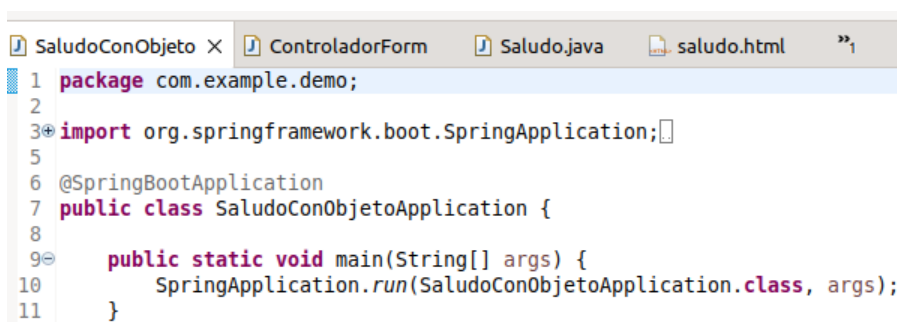 SaludoConObjeto ControladorForm Saludo.java saludo.html »1
1 package com.example.demo;
2
3 import org.springframework.boot.SpringApplication;
5
6 @SpringBootApplication
7 public class SaludoConObjetoApplication {
8
9 public static void main(String[] args) {
10 SpringApplication.run(SaludoConObjetoApplication.class, args);
11 }